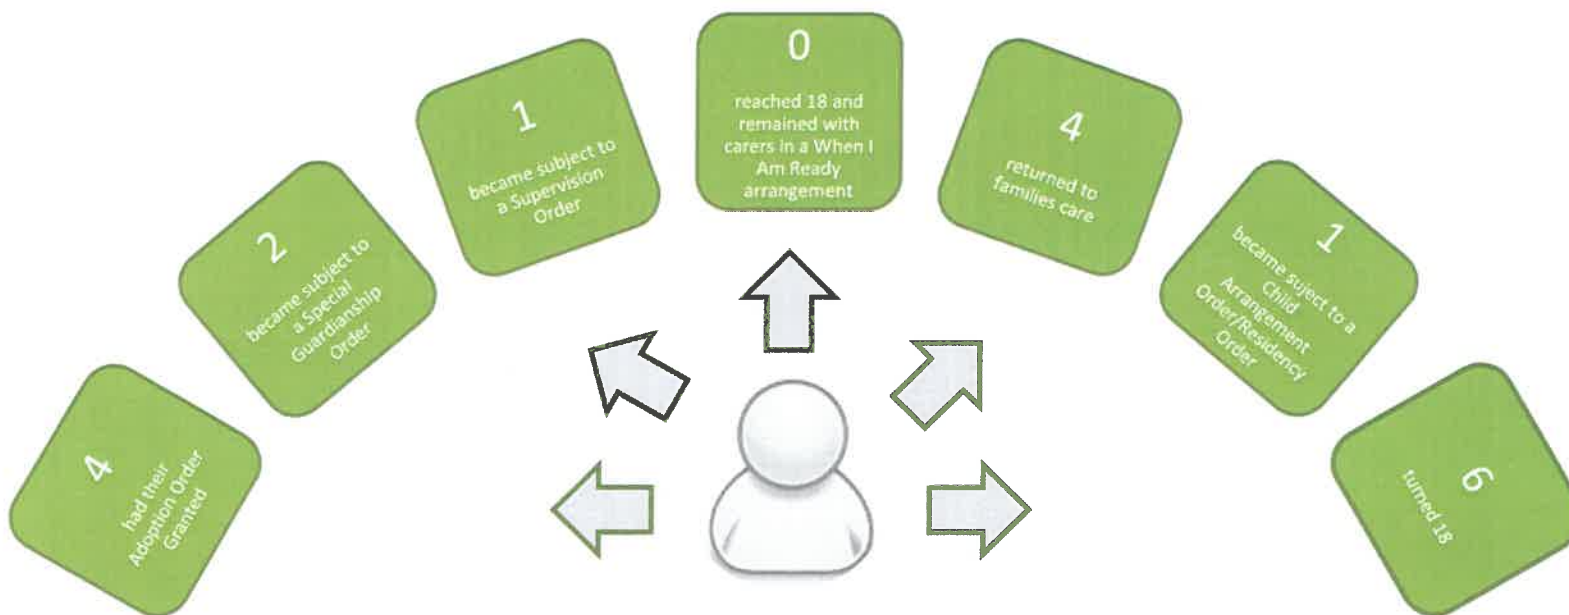 4
had their
Adoption Order
Granted
2
became subject to
a Special
Guardianship
Order
1
became subject to
a Supervision
Order
0
reached 18 and
remained with
carers in a When I
Am Ready
arrangement
4
returned to
families care
1
became suject to a
Child
Arrangement
Order/Residency
Order
6
turned 18